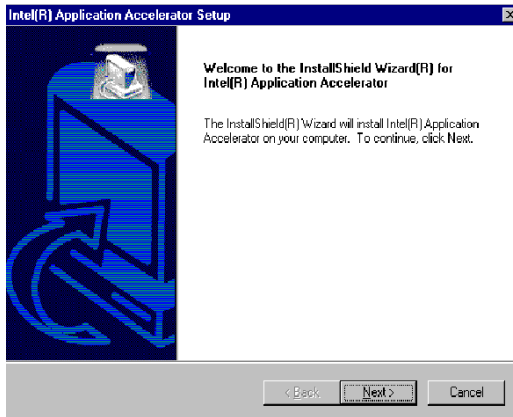 Intel(R) Application Accelerator Setup
Welcome to the InstallShield Wizard(R) for
Intel(R) Application Accelerator
The InstallShield(R) Wizard will install Intel(R) Application
Accelerator on your computer. To continue, click Next.
< Back
Next >
Cancel